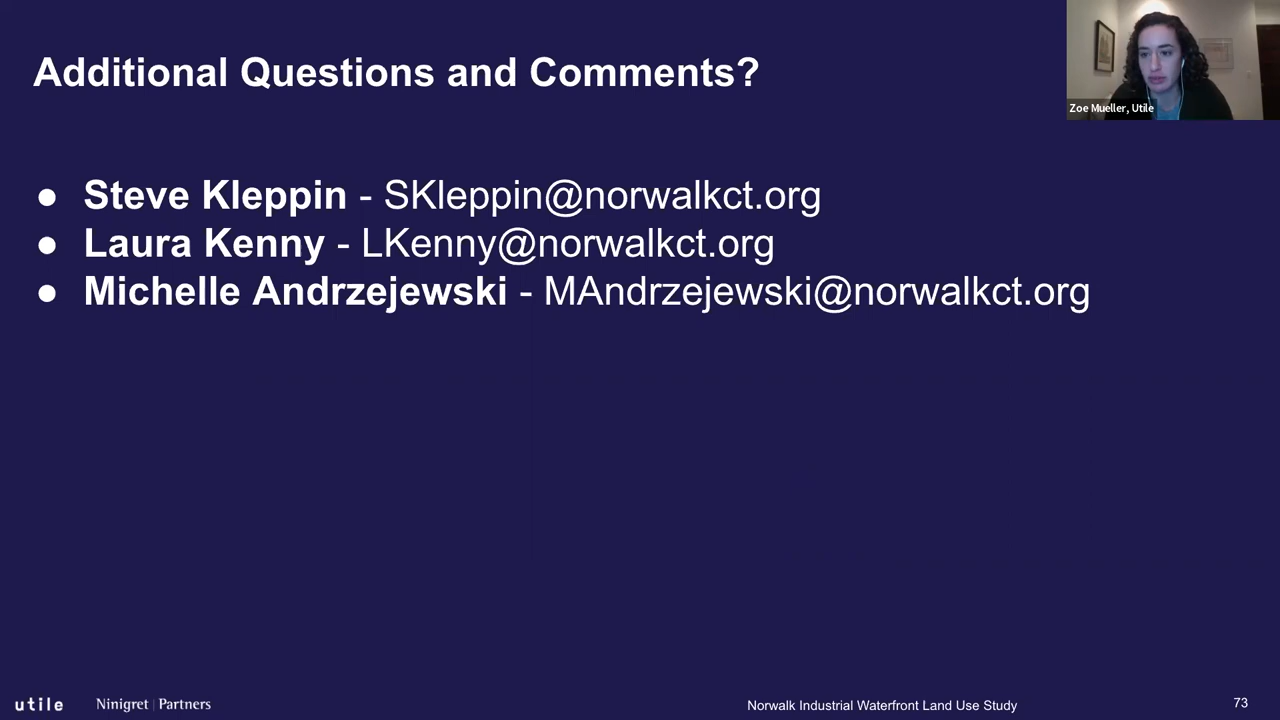 Additional Questions and Comments?
Zoe Mueller, Utile
● Steve Kleppin - SKleppin@norwalkct.org
● Laura Kenny - LKenny@norwalkct.org
● Michelle Andrzejewski - MAndrzejewski@norwalkct.org
utile
Ninigret | Partners
Norwalk Industrial Waterfront Land Use Study
73